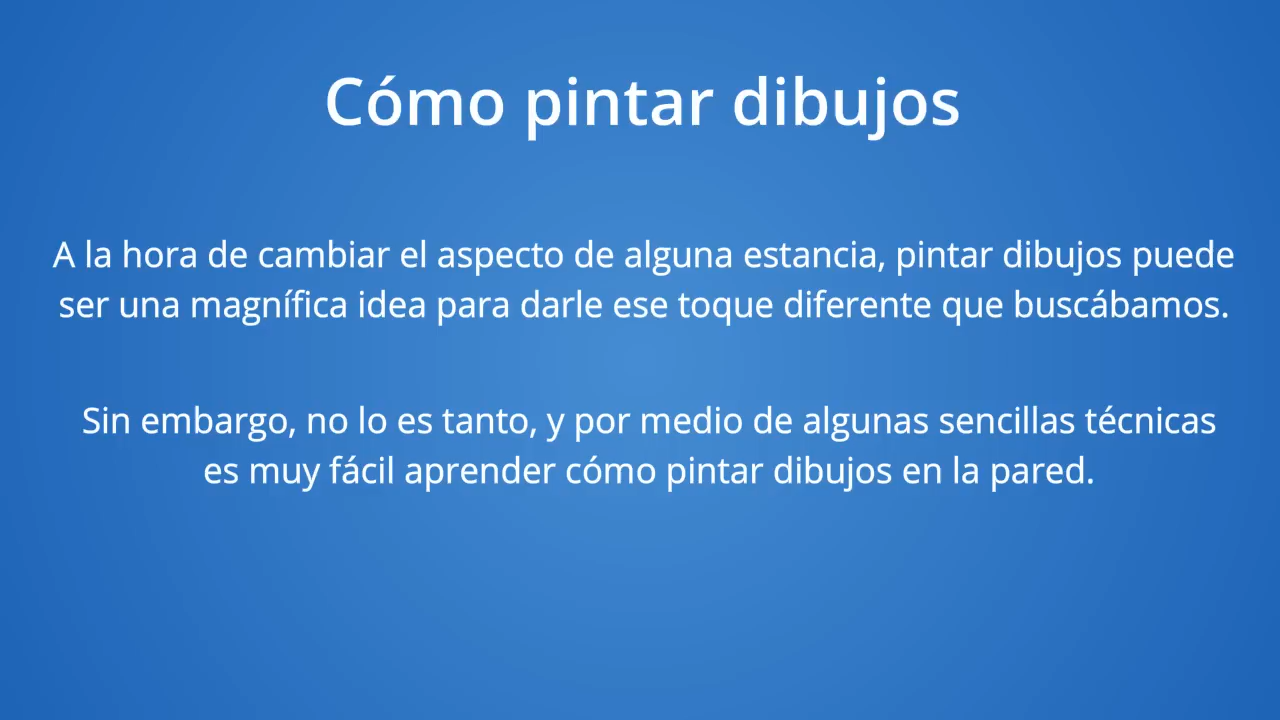 Cómo pintar dibujos
A la hora de cambiar el aspecto de alguna estancia, pintar dibujos puede
ser una magnífica idea para darle ese toque diferente que buscábamos.
Sin embargo, no lo es tanto, y por medio de algunas sencillas técnicas
es muy fácil aprender cómo pintar dibujos en la pared.